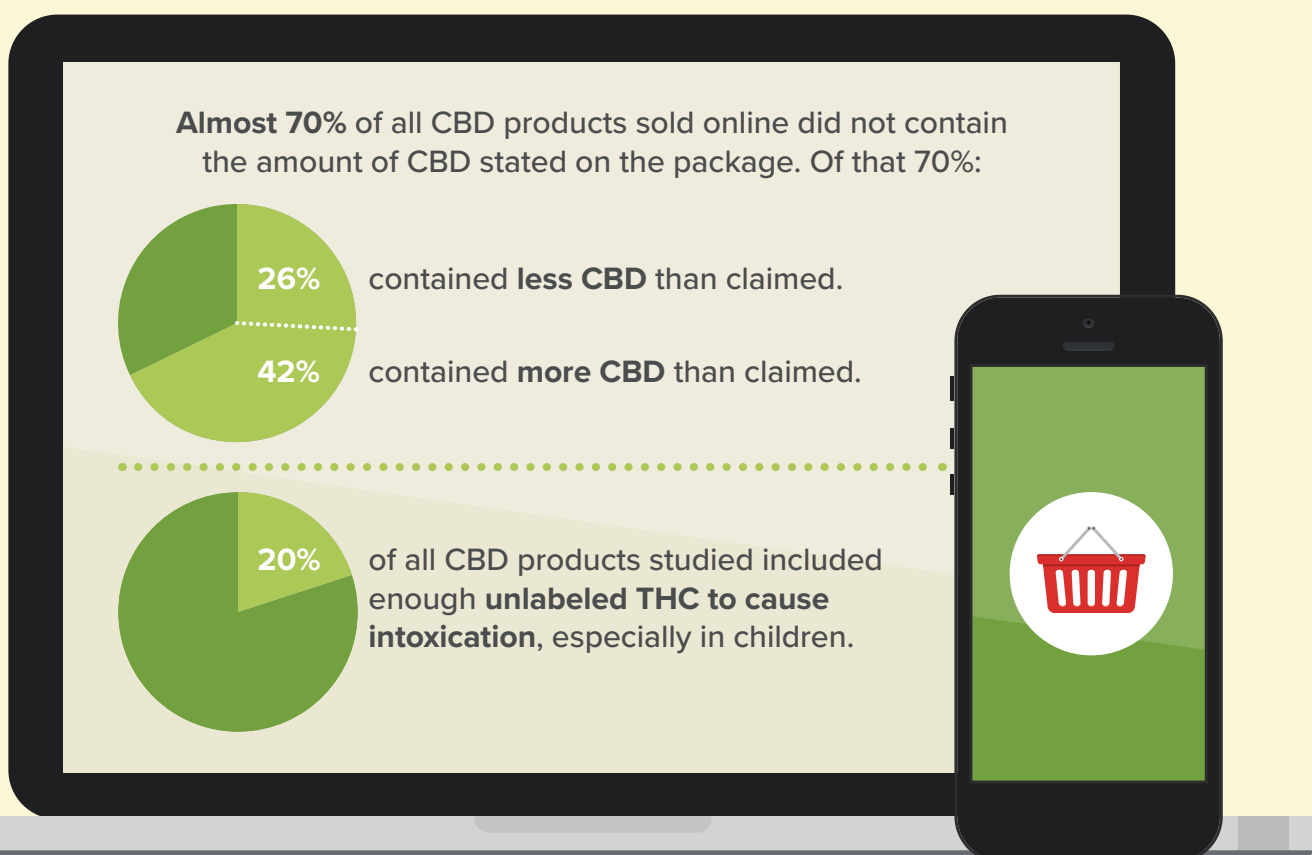 Almost 70% of all CBD products sold online did not contain
the amount of CBD stated on the package. Of that 70%:
26%
contained less CBD than claimed.
42%
contained more CBD than claimed.
20%
of all CBD products studied included
enough unlabeled THC to cause
intoxication, especially in children.